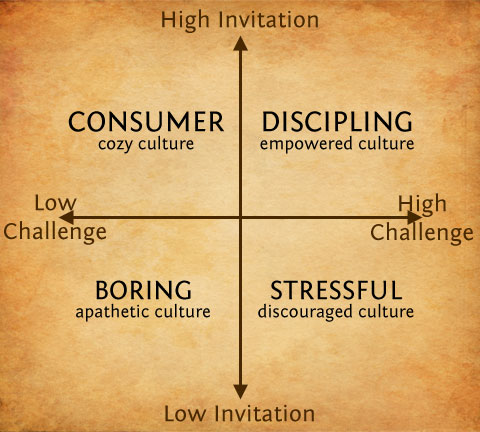 High Invitation
CONSUMER
cozy culture
DISCIPLING
empowered culture
Low
Challenge
High
Challenge
BORING
apathetic culture
STRESSFUL
discouraged culture
Low Invitation